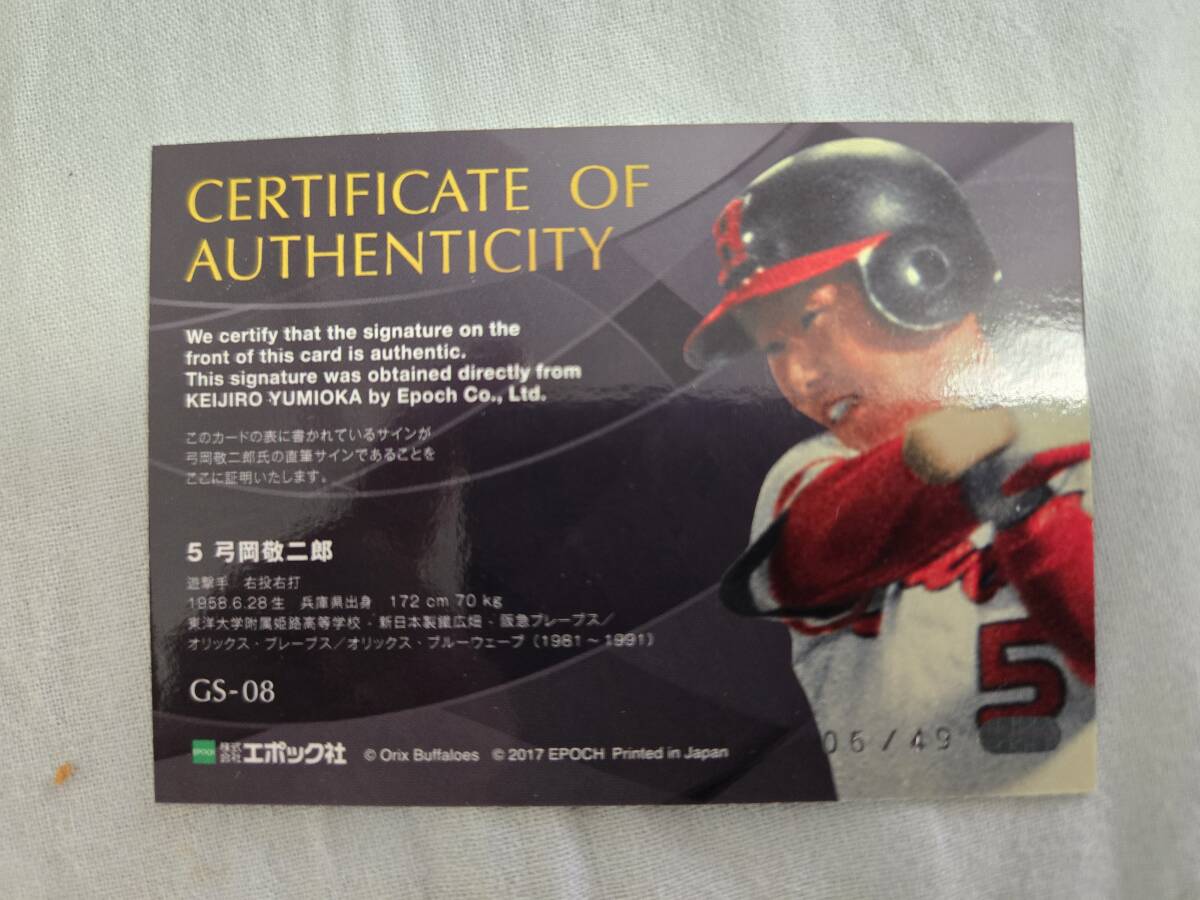 CERTIFICATE OF
AUTHENTICITY
We certify that the signature on the
front of this card is authentic.
This signature was obtained directly from
KEIJIRO YUMIOKA by Epoch Co., Ltd.
このカードの表に書かれているサインが
弓岡敬二郎氏の直筆サインであることを
ここに証明いたします。
5 弓岡敬二郎
遊撃手 右投右打
1958.6.28生 兵庫県出身 172cm 70kg
東洋大学附属姫路高等学校・新日本製鐵広畑・阪急ブレーブス/
オリックス・ブレーブス/オリックス・ブルーウェーブ(1981~1991)
GS-08
EPOCH 株式会社 エポック社 © Orix Buffaloes © 2017 EPOCH Printed in Japan
5
06/49